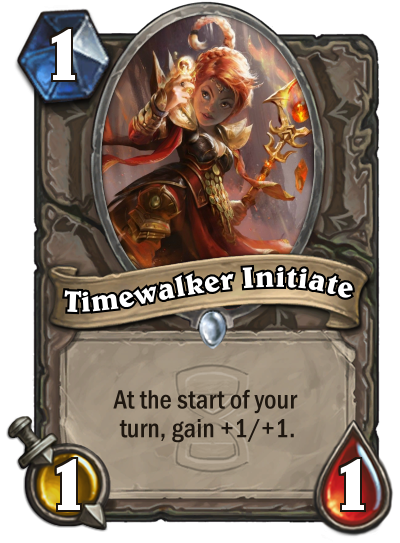 1
Timewalker Initiate
At the start of your
turn, gain +1/+1.
1
1